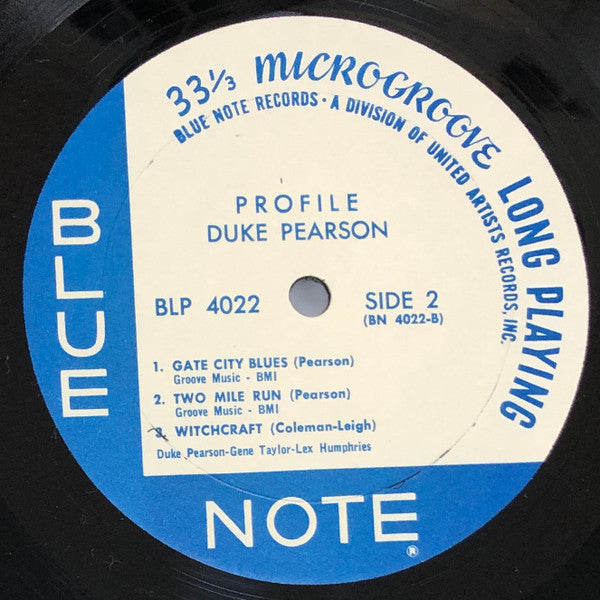 33⅓ MICROGROOVE LONG PLAYING
BLUE NOTE RECORDS · A DIVISION OF UNITED ARTISTS RECORDS, INC.
PROFILE
DUKE PEARSON
BLP 4022 SIDE 2
(BN 4022-B)
1. GATE CITY BLUES (Pearson)
Groove Music - BMI
2. TWO MILE RUN (Pearson)
Groove Music - BMI
3. WITCHCRAFT (Coleman-Leigh)
Duke Pearson-Gene Taylor-Lex Humphries
BLUE
NOTE ®